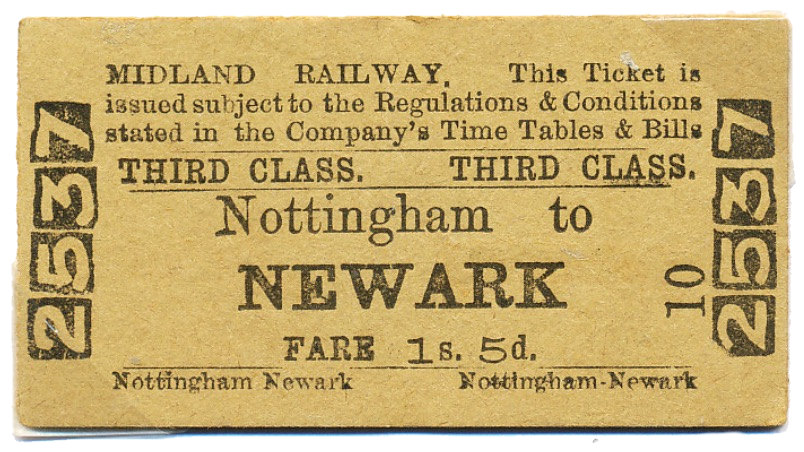 MIDLAND RAILWAY. This Ticket is
issued subject to the Regulations & Conditions
stated in the Company's Time Tables & Bills
THIRD CLASS. THIRD CLASS.
Nottingham to
NEWARK
FARE 1s. 5d.
Nottingham Newark Nottingham-Newark
2537
10
2537